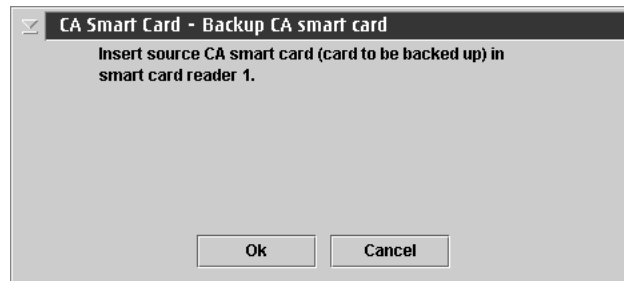 CA Smart Card - Backup CA smart card
Insert source CA smart card (card to be backed up) in
smart card reader 1.
Ok Cancel